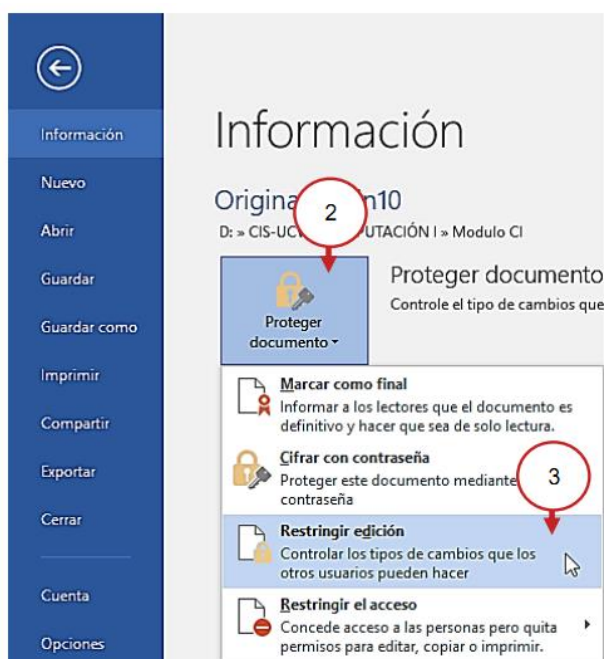 Información
Nuevo
Abrir
Guardar
Guardar como
Imprimir
Compartir
Exportar
Cerrar
Cuenta
Opciones
Información
2
D: » CIS-UC UTACIÓN I » Modulo CI
Proteger documento
Controle el tipo de cambios que
Proteger
documento
Marcar como final
Informar a los lectores que el documento es
definitivo y hacer que sea de solo lectura.
Cifrar con contraseña
Proteger este documento mediante
contraseña
3
Restringir edición
Controlar los tipos de cambios que los
otros usuarios pueden hacer
Restringir el acceso
Concede acceso a las personas pero quita
permisos para editar, copiar o imprimir.